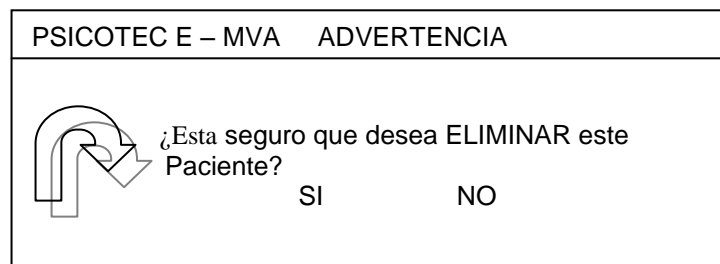 PSICOTEC E – MVA ADVERTENCIA
¿Esta seguro que desea ELIMINAR este
Paciente?
SI NO